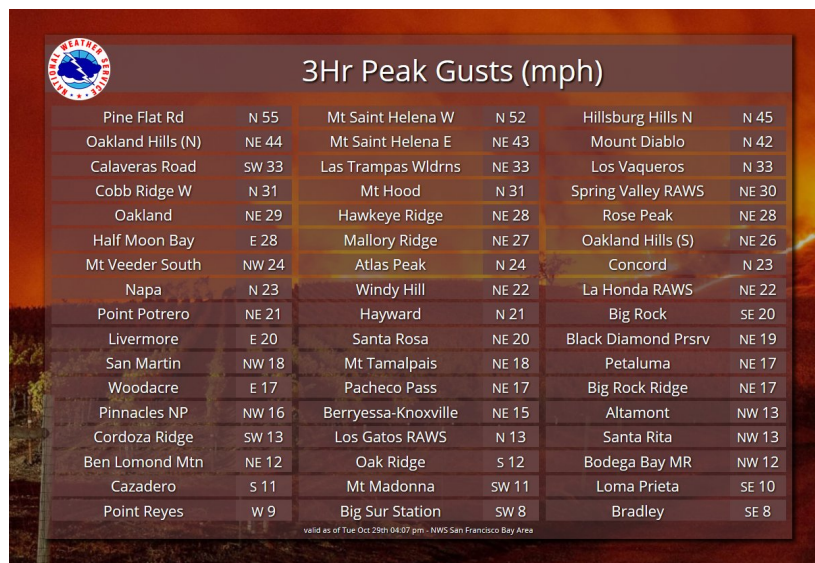 NATIONAL WEATHER SERVICE
3Hr Peak Gusts (mph)
Pine Flat Rd N 55 Mt Saint Helena W N 52 Hillsburg Hills N N 45
Oakland Hills (N) NE 44 Mt Saint Helena E NE 43 Mount Diablo N 42
Calaveras Road SW 33 Las Trampas Wldrns NE 33 Los Vaqueros N 33
Cobb Ridge W N 31 Mt Hood N 31 Spring Valley RAWS NE 30
Oakland NE 29 Hawkeye Ridge NE 28 Rose Peak NE 28
Half Moon Bay E 28 Mallory Ridge NE 27 Oakland Hills (S) NE 26
Mt Veeder South NW 24 Atlas Peak N 24 Concord N 23
Napa N 23 Windy Hill NE 22 La Honda RAWS NE 22
Point Potrero NE 21 Hayward N 21 Big Rock SE 20
Livermore E 20 Santa Rosa NE 20 Black Diamond Prsrv NE 19
San Martin NW 18 Mt Tamalpais NE 18 Petaluma NE 17
Woodacre E 17 Pacheco Pass NE 17 Big Rock Ridge NE 17
Pinnacles NP NW 16 Berryessa-Knoxville NE 15 Altamont NW 13
Cordoza Ridge SW 13 Los Gatos RAWS N 13 Santa Rita NW 13
Ben Lomond Mtn NE 12 Oak Ridge S 12 Bodega Bay MR NW 12
Cazadero S 11 Mt Madonna SW 11 Loma Prieta SE 10
Point Reyes W 9 Big Sur Station SW 8 Bradley SE 8
valid as of Tue Oct 29th 04:07 pm - NWS San Francisco Bay Area